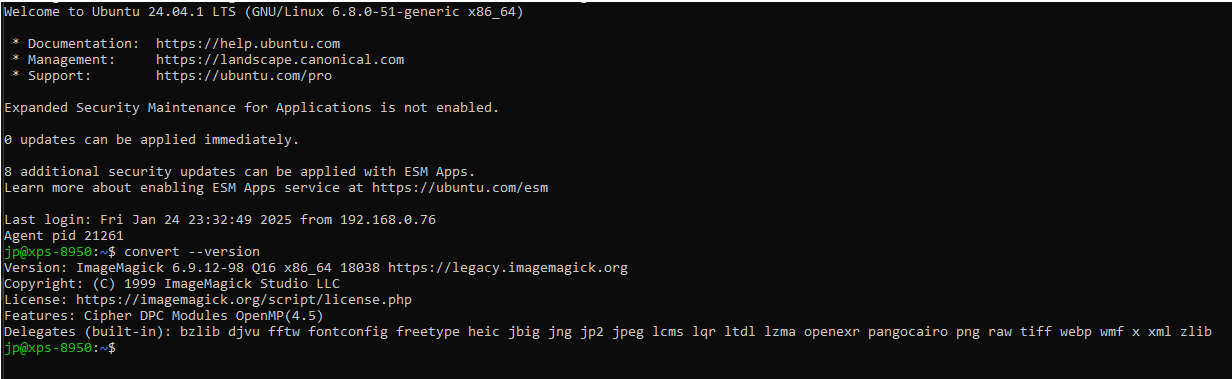 Welcome to Ubuntu 24.04.1 LTS (GNU/Linux 6.8.0-51-generic x86_64)
* Documentation:  https://help.ubuntu.com
* Management:     https://landscape.canonical.com
* Support:        https://ubuntu.com/pro
Expanded Security Maintenance for Applications is not enabled.
0 updates can be applied immediately.
8 additional security updates can be applied with ESM Apps.
Learn more about enabling ESM Apps service at https://ubuntu.com/esm
Last login: Fri Jan 24 23:32:49 2025 from 192.168.0.76
Agent pid 21261
jp@xps-8950:~$ convert --version
Version: ImageMagick 6.9.12-98 Q16 x86_64 18038 https://legacy.imagemagick.org
Copyright: (C) 1999 ImageMagick Studio LLC
License: https://imagemagick.org/script/license.php
Features: Cipher DPC Modules OpenMP(4.5)
Delegates (built-in): bzlib djvu fftw fontconfig freetype heic jbig jng jp2 jpeg lcms lqr ltdl lzma openexr pangocairo png raw tiff webp wmf x xml zlib
jp@xps-8950:~$